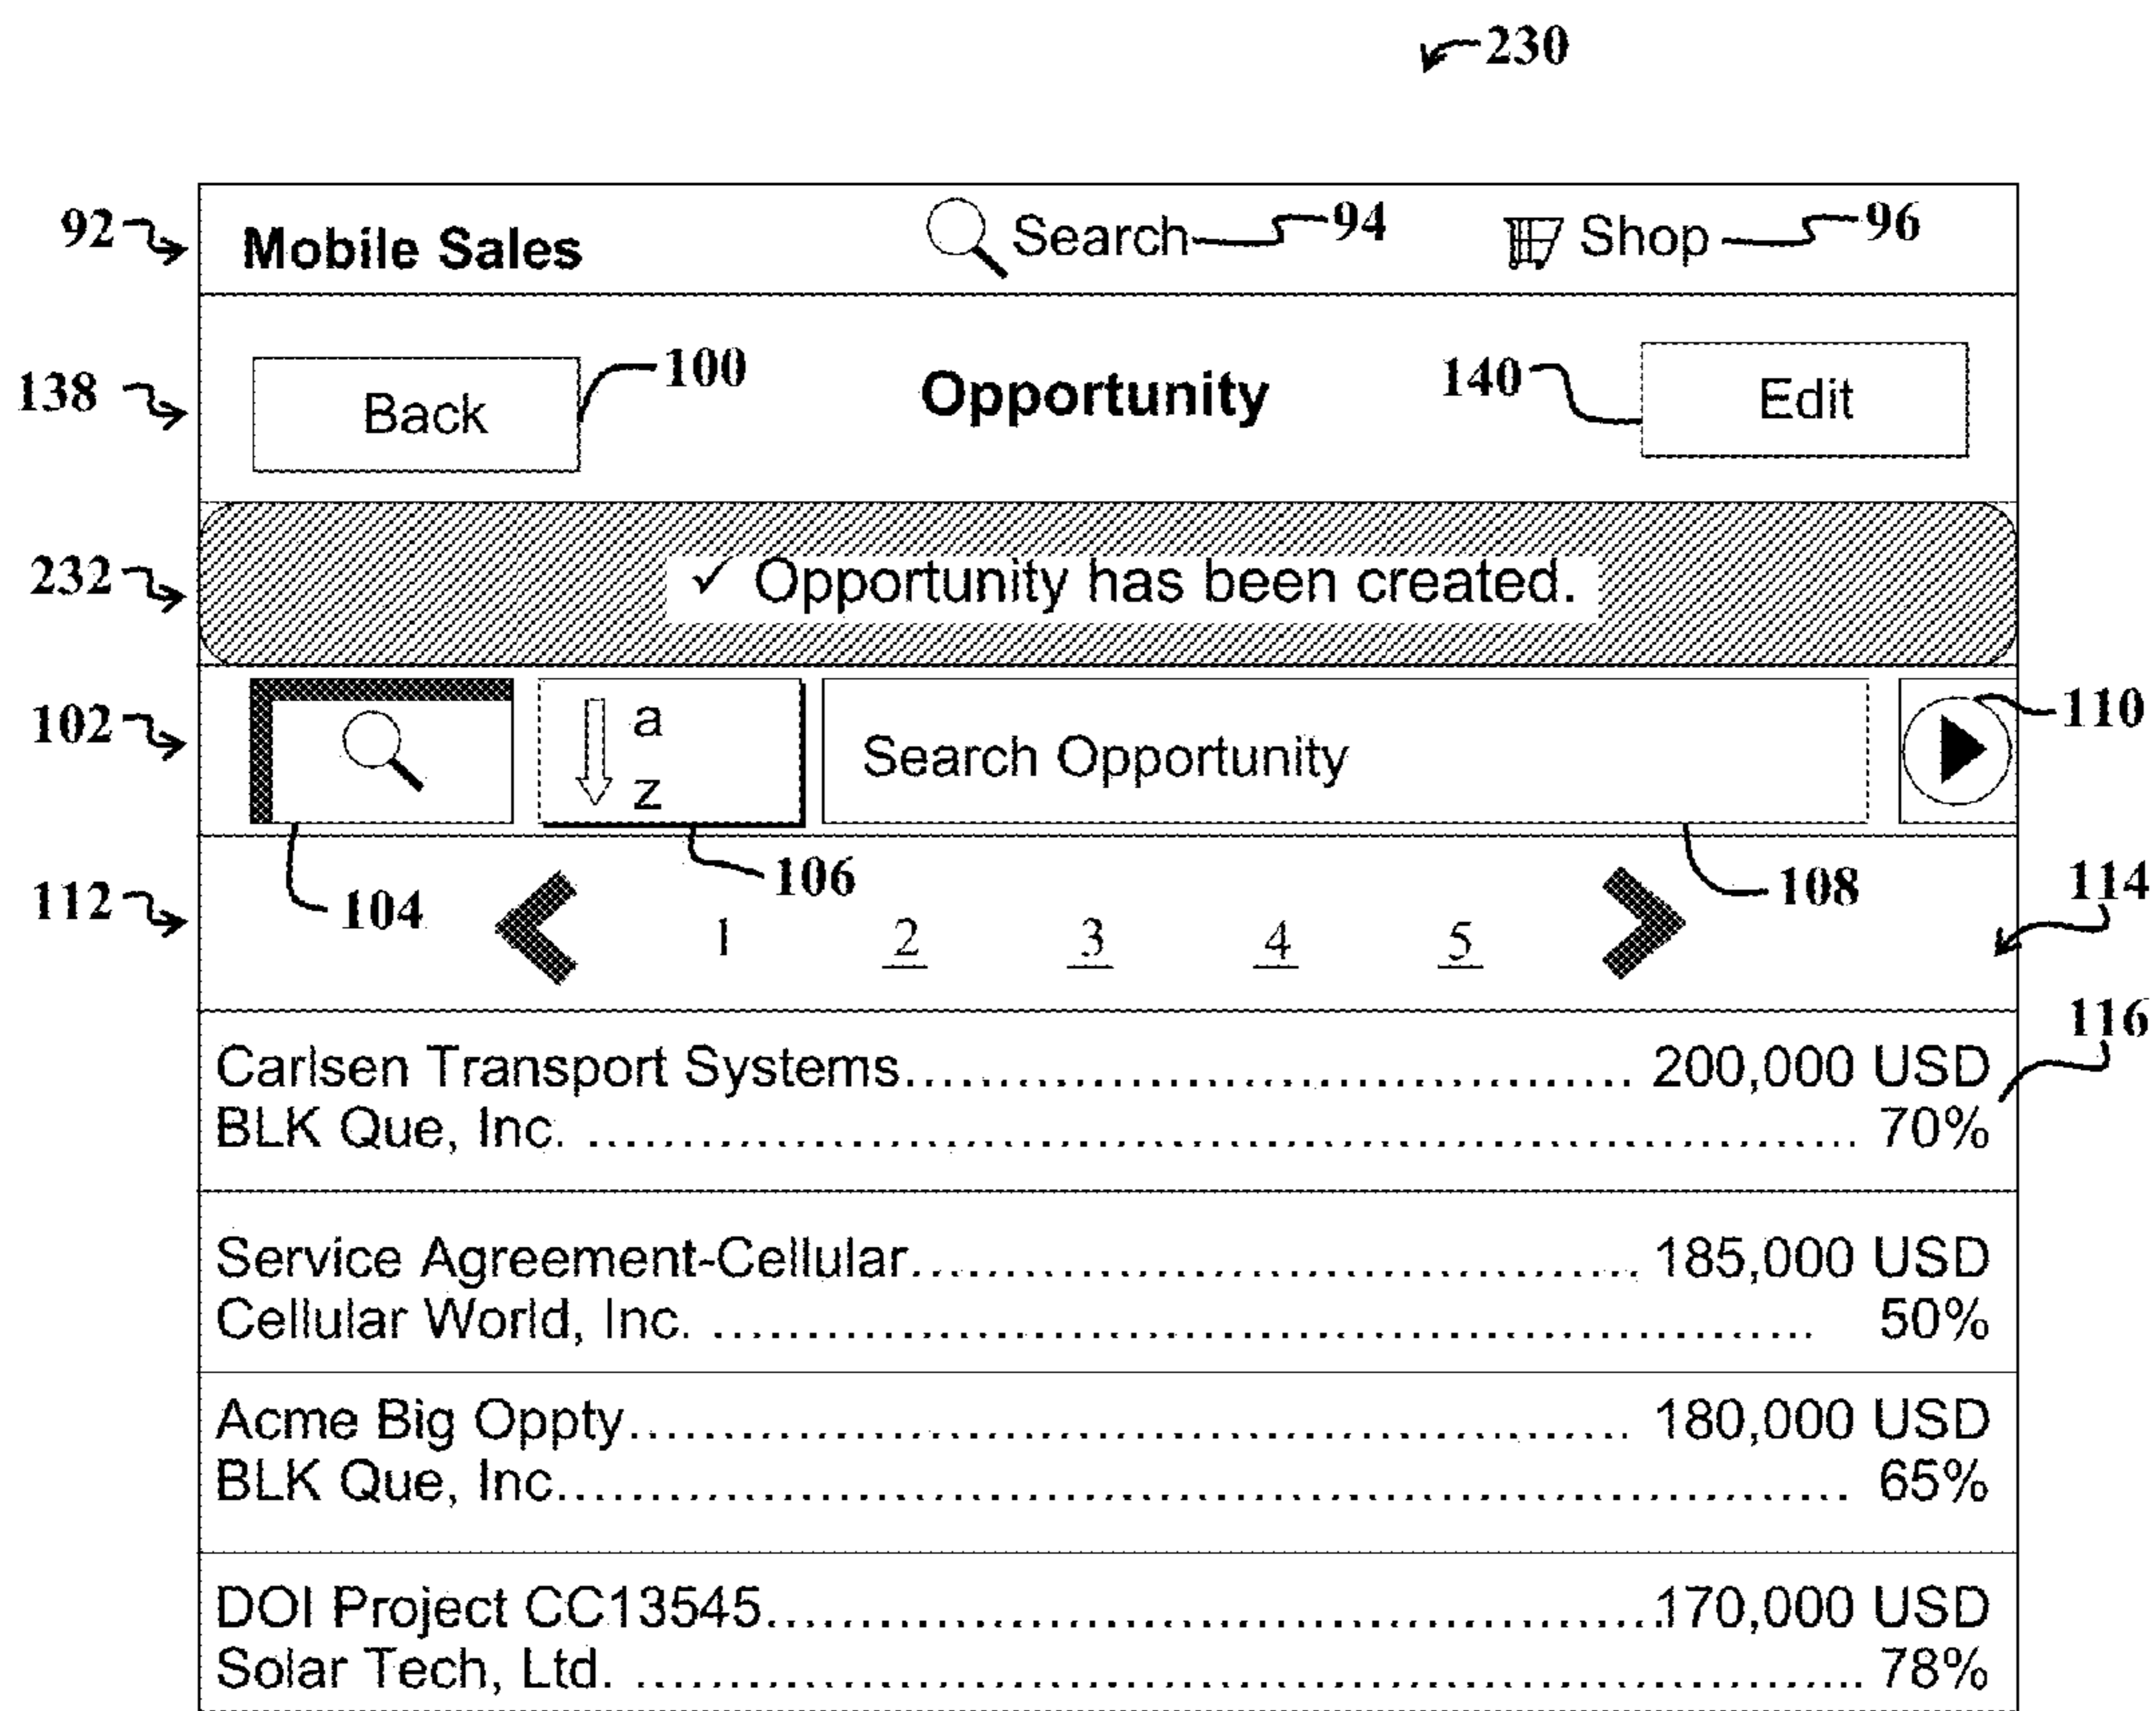 230
92 Mobile Sales Search 94 Shop 96
138 Back 100 Opportunity 140 Edit
232 ✓ Opportunity has been created.
102 a z Search Opportunity 110
104 106 108
112 1 2 3 4 5 114
116
Carlsen Transport Systems...................................... 200,000 USD
BLK Que, Inc. .................................................................. 70%
Service Agreement-Cellular...................................... 185,000 USD
Cellular World, Inc. .......................................................... 50%
Acme Big Oppty..................................................... 180,000 USD
BLK Que, Inc.................................................................... 65%
DOI Project CC13545................................................170,000 USD
Solar Tech, Ltd. ................................................................. 78%